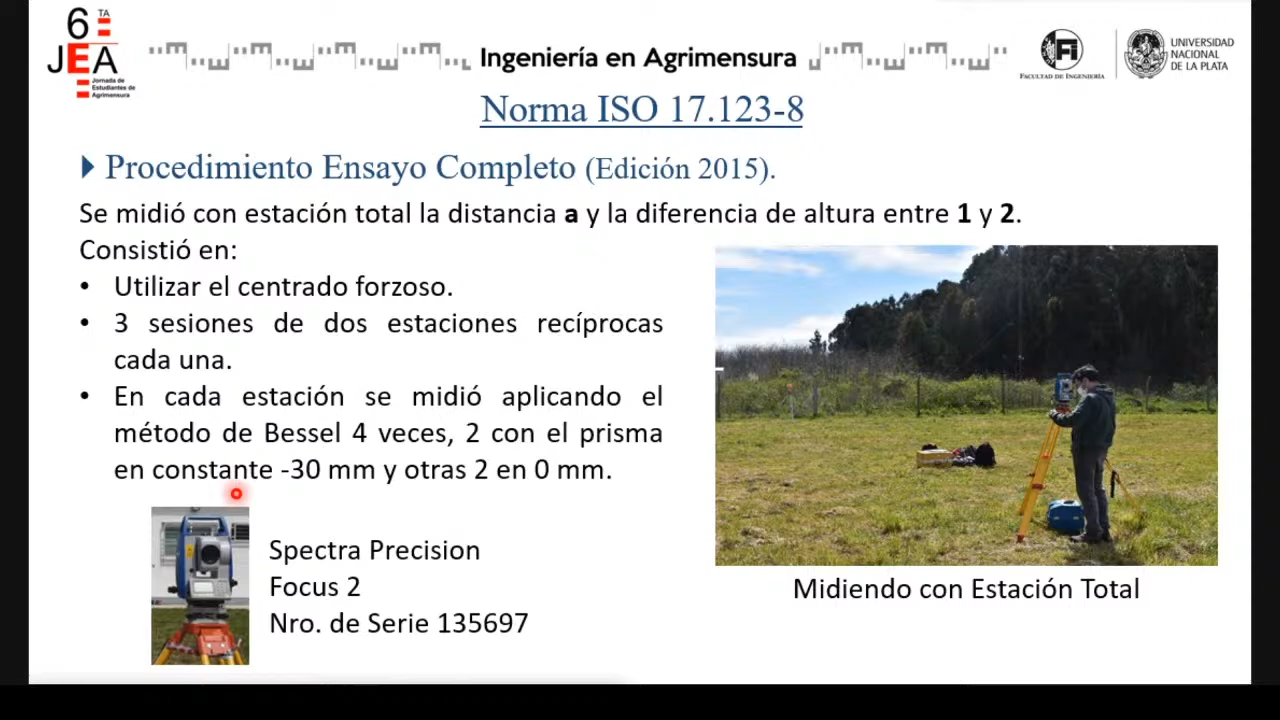 6 TA
JEA
Jornada de
Estudiantes de
Agrimensura
Ingeniería en Agrimensura
Fi
FACULTAD DE INGENIERÍA
UNIVERSIDAD
NACIONAL
DE LA PLATA
Norma ISO 17.123-8
Procedimiento Ensayo Completo (Edición 2015).
Se midió con estación total la distancia a y la diferencia de altura entre 1 y 2.
Consistió en:
• Utilizar el centrado forzoso.
• 3 sesiones de dos estaciones recíprocas
cada una.
• En cada estación se midió aplicando el
método de Bessel 4 veces, 2 con el prisma
en constante -30 mm y otras 2 en 0 mm.
Spectra Precision
Focus 2
Nro. de Serie 135697
Midiendo con Estación Total